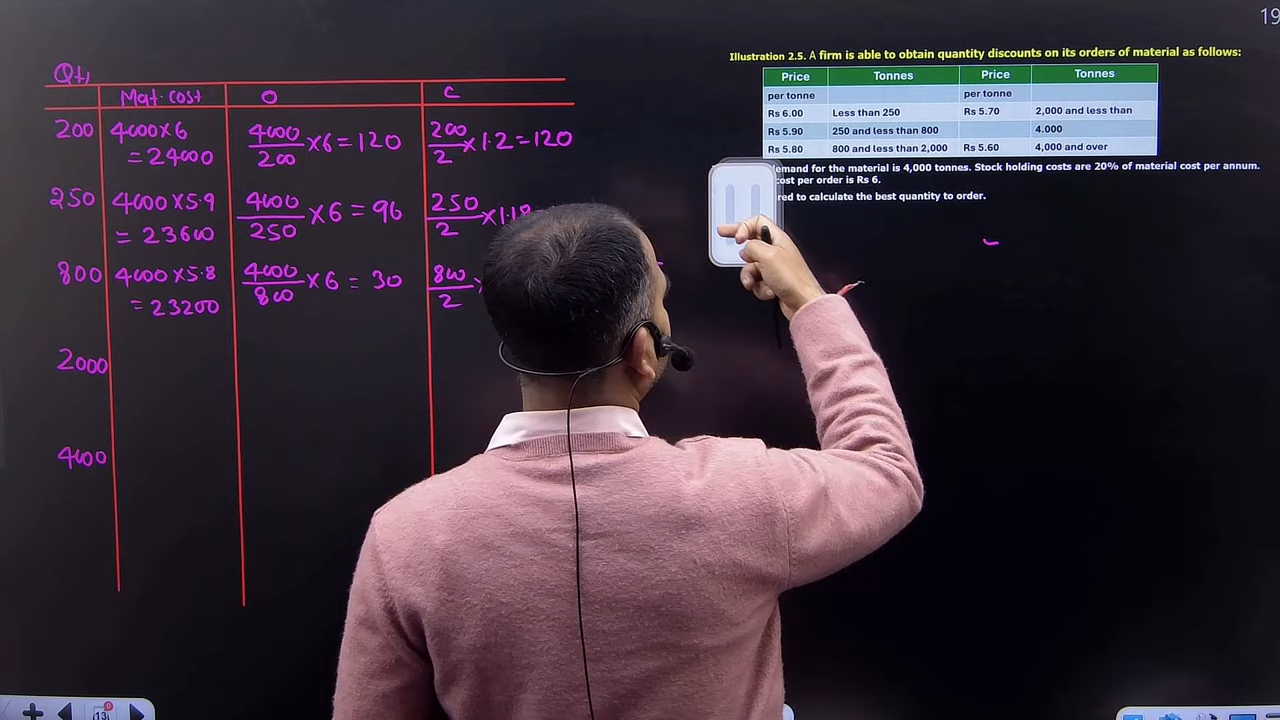 19
Qt,
Mat. cost O C
200 4000×6 4000/200 ×6 = 120 200/2 ×1.2=120
= 24000
250 4000×5.9 4000/250 ×6 = 96 250/2 ×1.18
= 23600
800 4000×5.8 4000/800 ×6 = 30 800/2
= 23200
2000
4000
Illustration 2.5. A firm is able to obtain quantity discounts on its orders of material as follows:
Price Tonnes Price Tonnes
per tonne per tonne
Rs 6.00 Less than 250 Rs 5.70 2,000 and less than
Rs 5.90 250 and less than 800 4.000
Rs 5.80 800 and less than 2,000 Rs 5.60 4,000 and over
emand for the material is 4,000 tonnes. Stock holding costs are 20% of material cost per annum.
cost per order is Rs 6.
red to calculate the best quantity to order.
13